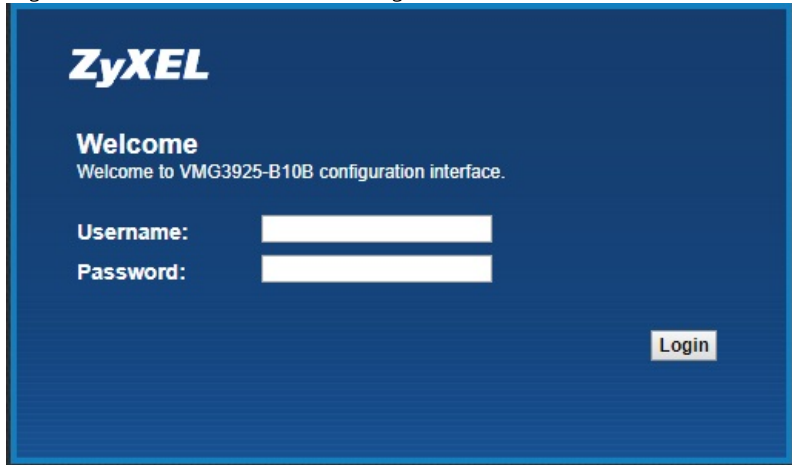 ZyXEL
Welcome
Welcome to VMG3925-B10B configuration interface.
Username:
Password:
Login